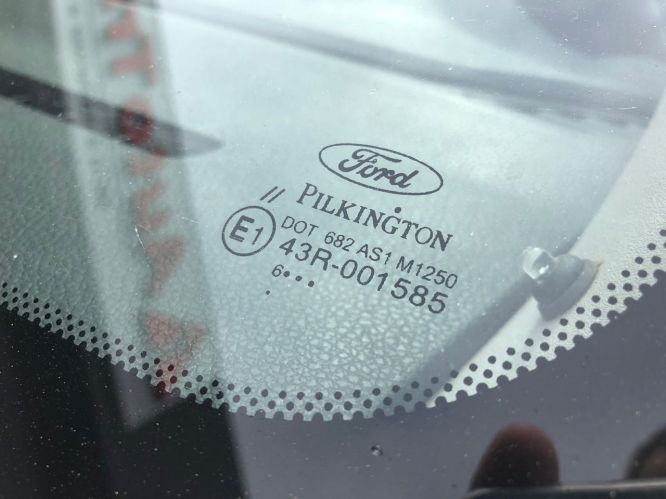 Ford
//
PILKINGTON
E1
DOT 682 AS1 M1250
43R-001585
6...
.